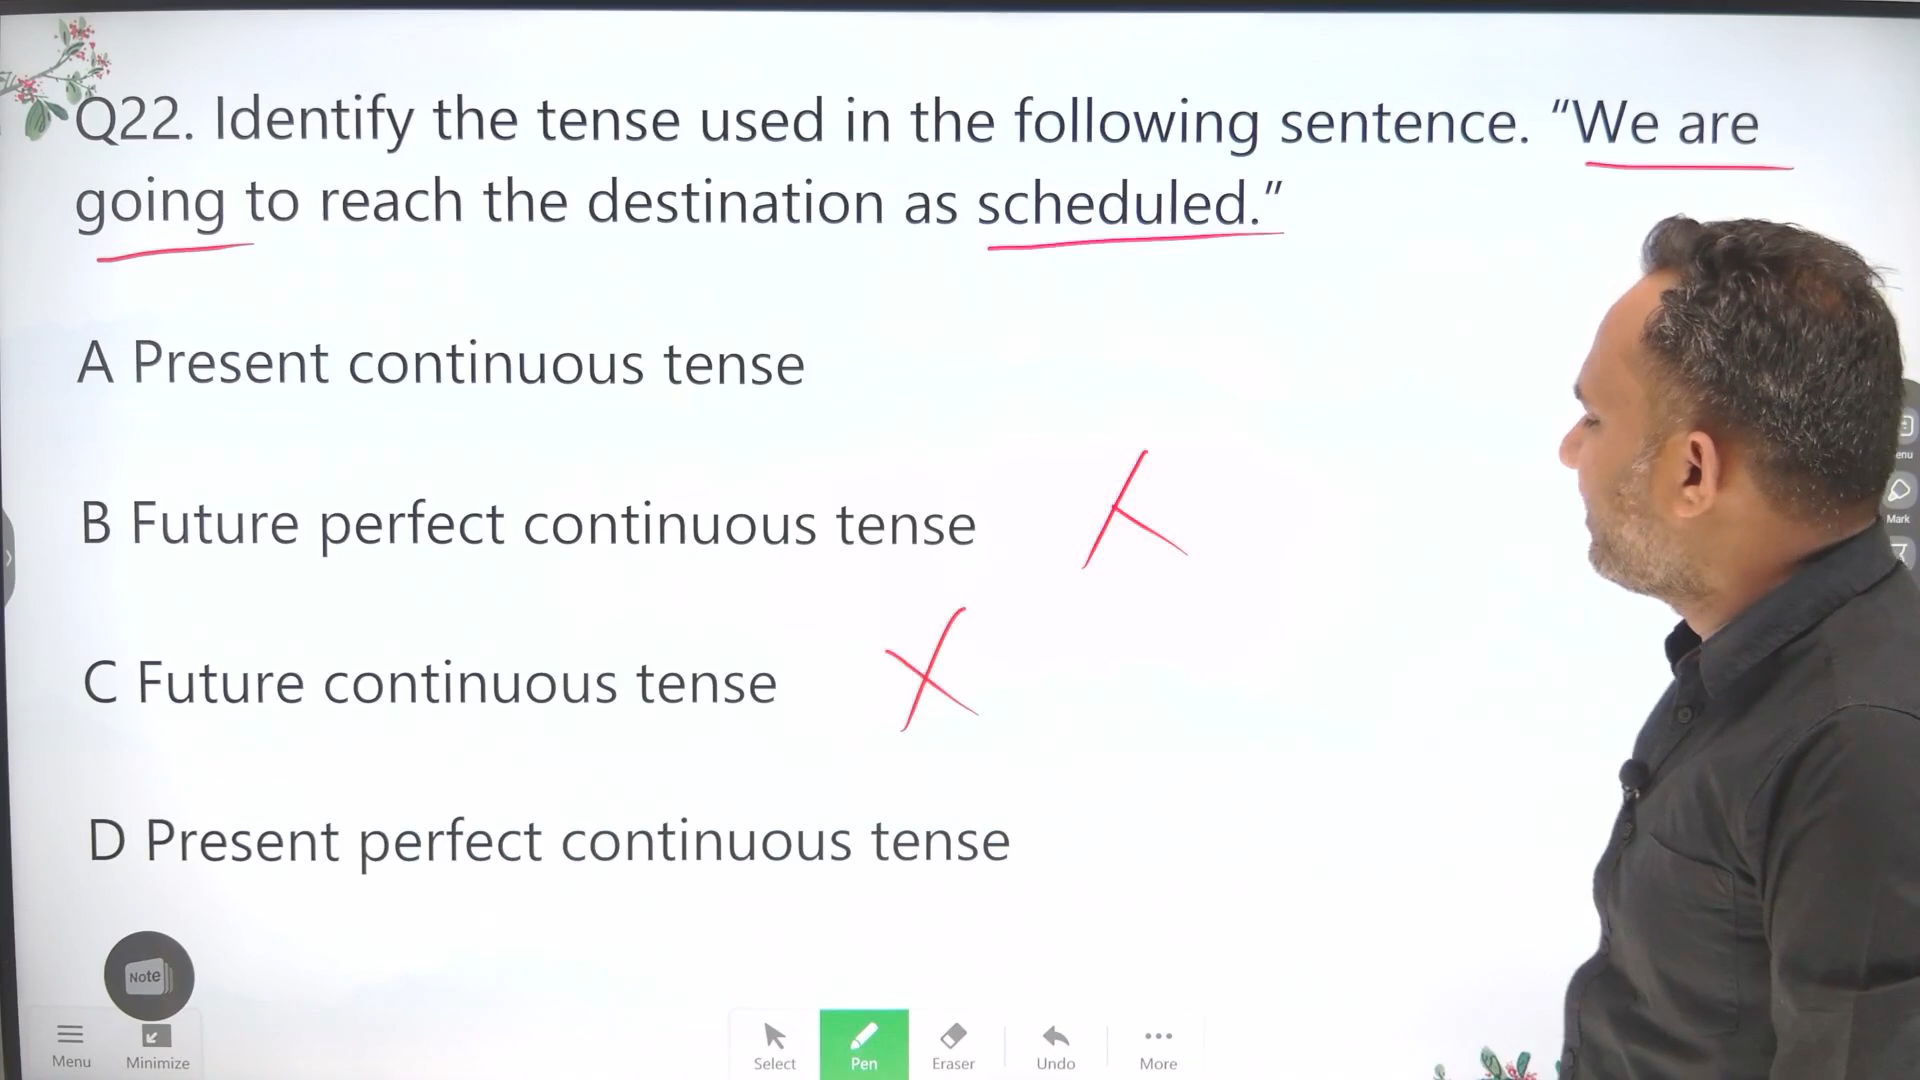 Q22. Identify the tense used in the following sentence. “We are
going to reach the destination as scheduled.”
A Present continuous tense
B Future perfect continuous tense
C Future continuous tense
D Present perfect continuous tense
Note
Menu
Minimize
Select
Pen
Eraser
Undo
More
enu
Mark